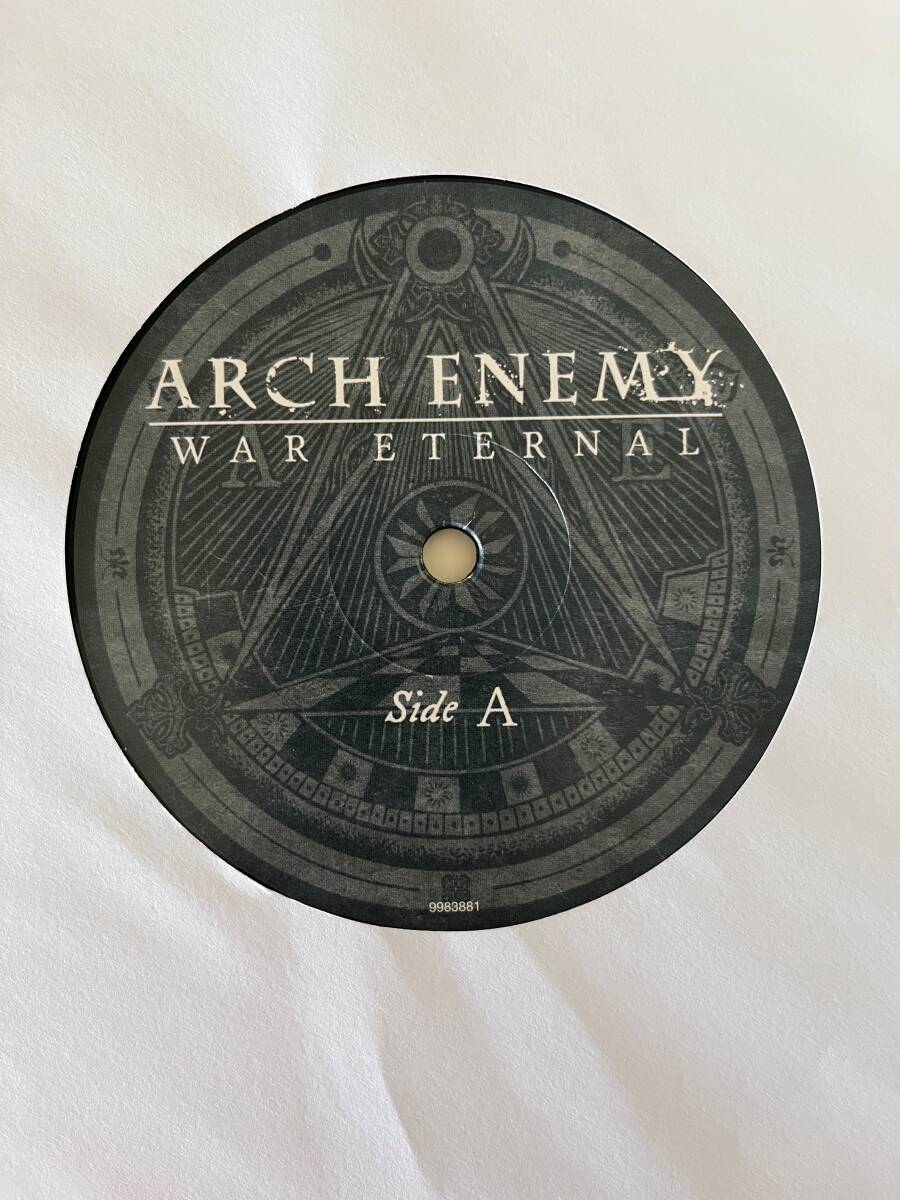 ARCH ENEMY
WAR ETERNAL
A E
Side A
9983881